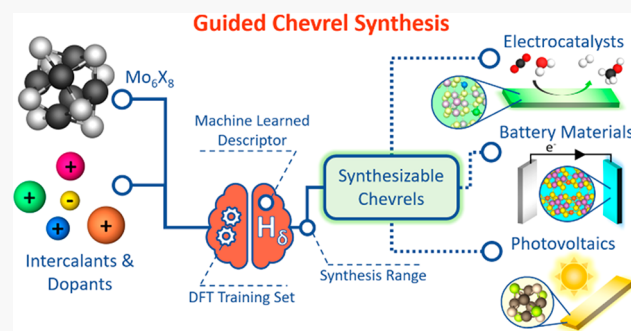 Guided Chevrel Synthesis
Mo₆X₈
+
+
-
+
+
Intercalants &
Dopants
Machine Learned
Descriptor
Hδ
DFT Training Set
Synthesis Range
Synthesizable
Chevrels
Electrocatalysts
Battery Materials
e⁻
Photovoltaics